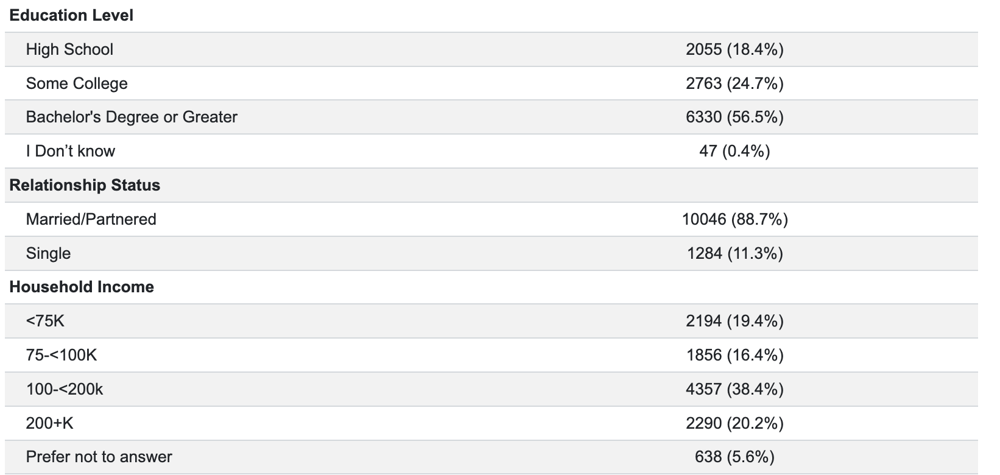 Education Level
High School 2055 (18.4%)
Some College 2763 (24.7%)
Bachelor's Degree or Greater 6330 (56.5%)
I Don’t know 47 (0.4%)
Relationship Status
Married/Partnered 10046 (88.7%)
Single 1284 (11.3%)
Household Income
<75K 2194 (19.4%)
75-<100K 1856 (16.4%)
100-<200k 4357 (38.4%)
200+K 2290 (20.2%)
Prefer not to answer 638 (5.6%)